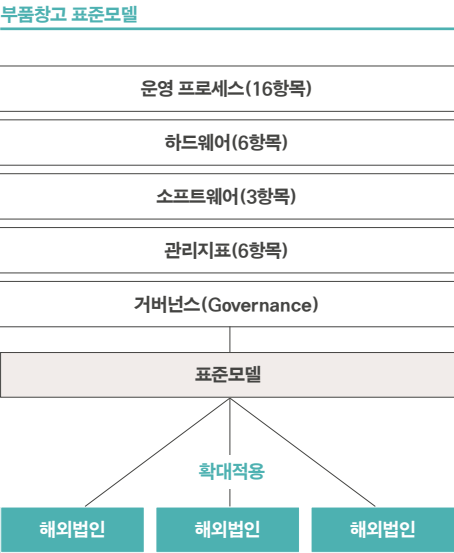 부품창고 표준모델
운영 프로세스(16항목)
하드웨어(6항목)
소프트웨어(3항목)
관리지표(6항목)
거버넌스(Governance)
표준모델
확대적용
해외법인 해외법인 해외법인